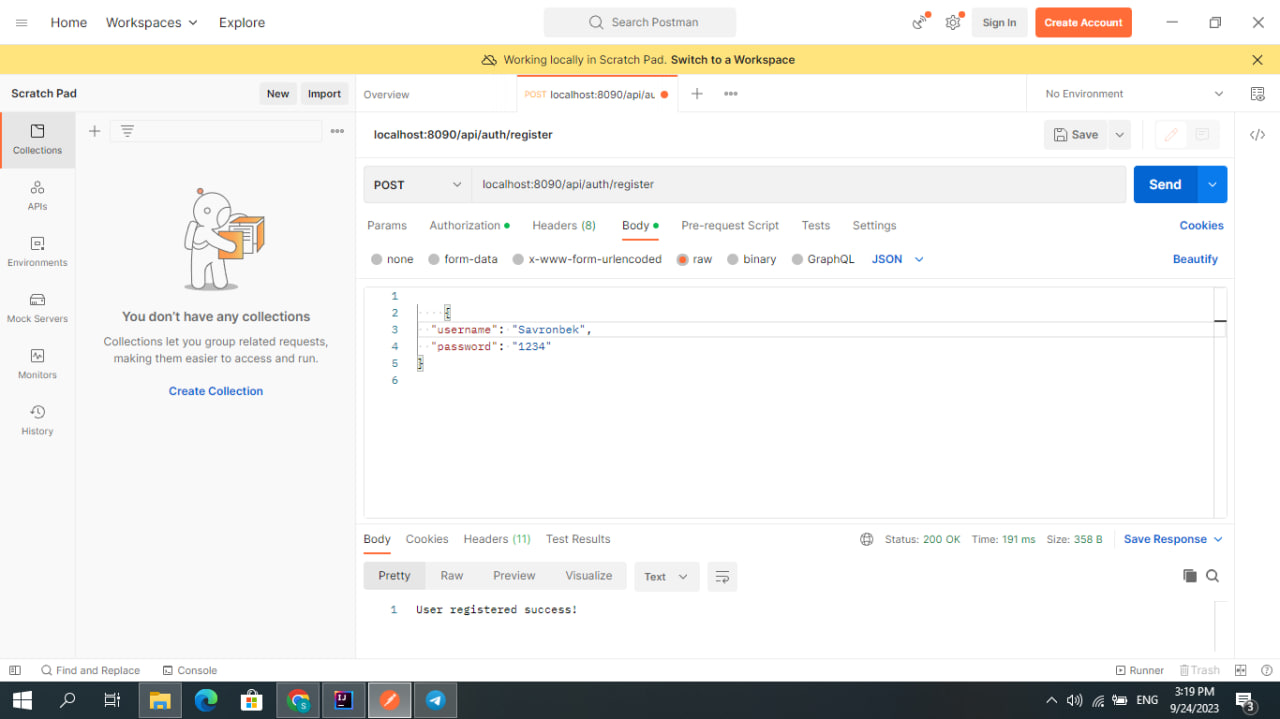 Home Workspaces Explore Search Postman Sign In Create Account
Working locally in Scratch Pad. Switch to a Workspace
Scratch Pad New Import Overview POST localhost:8090/api/au No Environment
Collections
APIs
Environments
Mock Servers
Monitors
History
You don't have any collections
Collections let you group related requests,
making them easier to access and run.
Create Collection
localhost:8090/api/auth/register Save
POST localhost:8090/api/auth/register Send
Params Authorization Headers (8) Body Pre-request Script Tests Settings Cookies
none form-data x-www-form-urlencoded raw binary GraphQL JSON Beautify
1
2 {
3 "username": "Savronbek",
4 "password": "1234"
5 }
6
Body Cookies Headers (11) Test Results Status: 200 OK Time: 191 ms Size: 358 B Save Response
Pretty Raw Preview Visualize Text
1 User registered success!
Find and Replace Console Runner Trash
ENG 3:19 PM
9/24/2023 3